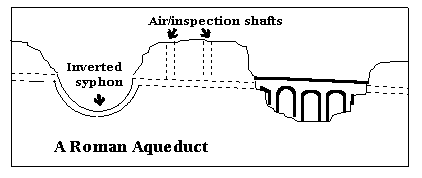 Air/inspection shafts
Inverted
syphon
A Roman Aqueduct